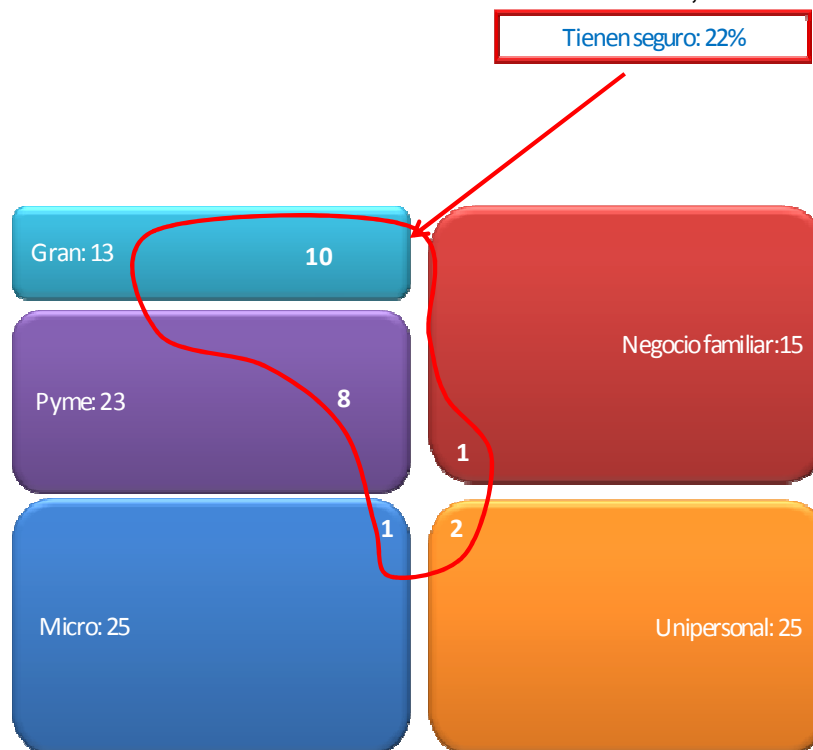 Tienen seguro: 22%
Gran: 13
10
Negocio familiar:15
Pyme: 23
8
1
1
2
Micro: 25
Unipersonal: 25